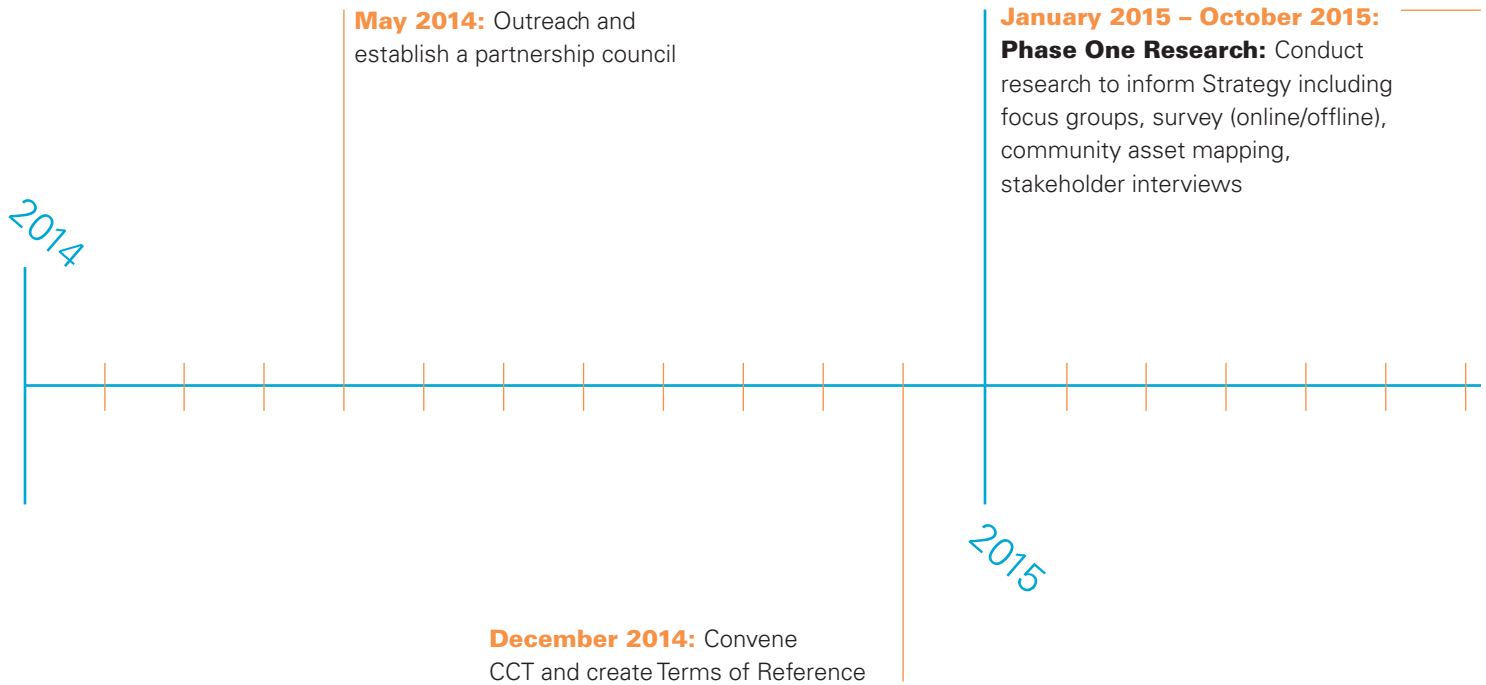 May 2014: Outreach and
establish a partnership council
January 2015 – October 2015:
Phase One Research: Conduct
research to inform Strategy including
focus groups, survey (online/offline),
community asset mapping,
stakeholder interviews
2014
2015
December 2014: Convene
CCT and create Terms of Reference